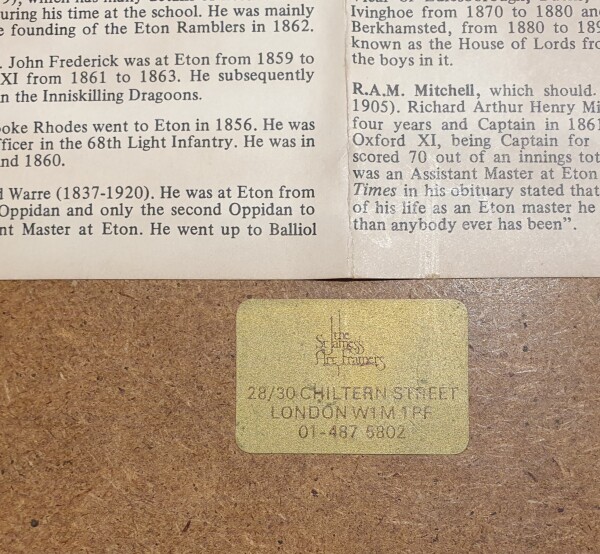 uring his time at the school. He was mainly
e founding of the Eton Ramblers in 1862.
. John Frederick was at Eton from 1859 to
XI from 1861 to 1863. He subsequently
n the Inniskilling Dragoons.
ooke Rhodes went to Eton in 1856. He was
fficer in the 68th Light Infantry. He was in
nd 1860.
d Warre (1837-1920). He was at Eton from
Oppidan and only the second Oppidan to
nt Master at Eton. He went up to Balliol
Ivinghoe from 1870 to 1880 and
Berkhamsted, from 1880 to 189
known as the House of Lords fro
the boys in it.
R.A.M. Mitchell, which should.
1905). Richard Arthur Henry Mi
four years and Captain in 1861
Oxford XI, being Captain for
scored 70 out of an innings tot
was an Assistant Master at Eton
Times in his obituary stated that
of his life as an Eton master he
than anybody ever has been".
the
St James's
Art Framers
28/30 CHILTERN STREET
LONDON W1M 1PF
01-487 5802